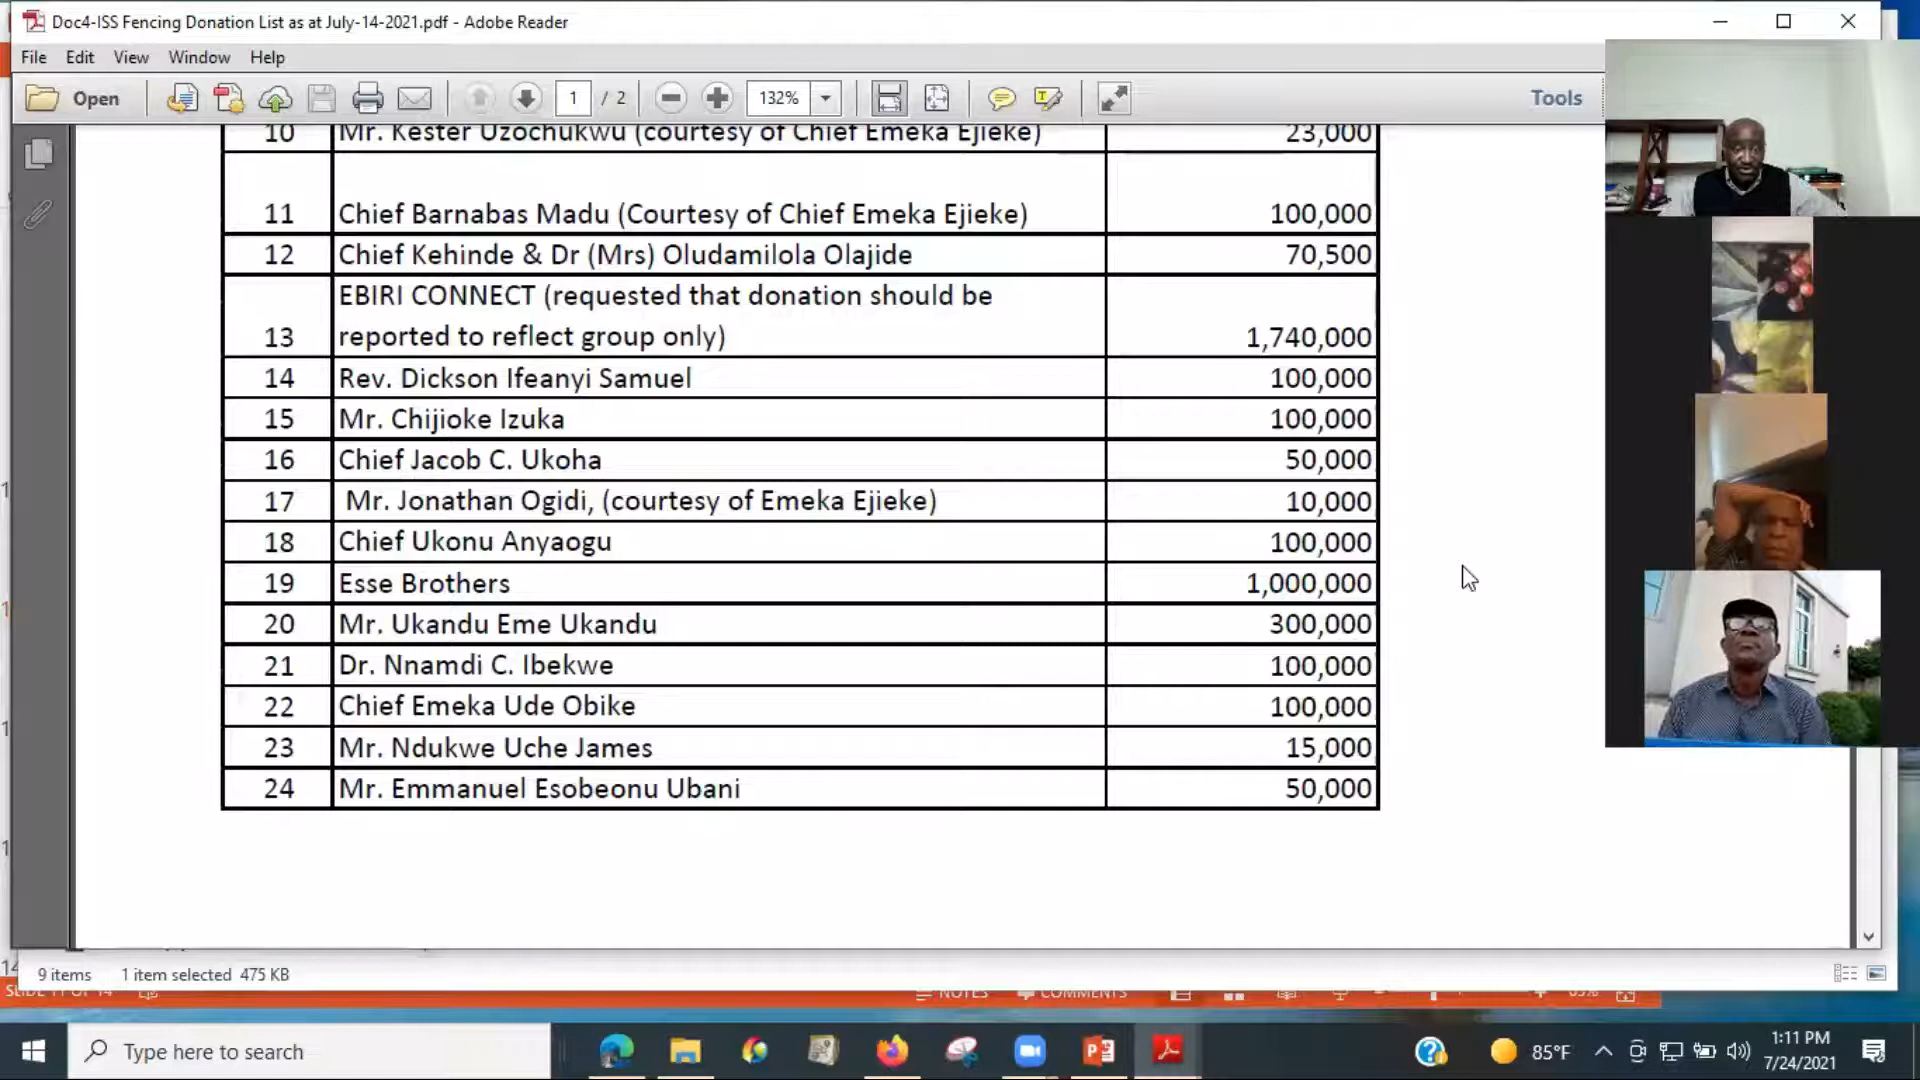 Doc4-ISS Fencing Donation List as at July-14-2021.pdf - Adobe Reader
File Edit View Window Help
Open 1 / 2 132% Tools
10 Mr. Kester Uzochukwu (courtesy of Chief Emeka Ejieke) 23,000
11 Chief Barnabas Madu (Courtesy of Chief Emeka Ejieke) 100,000
12 Chief Kehinde & Dr (Mrs) Oludamilola Olajide 70,500
EBIRI CONNECT (requested that donation should be
13 reported to reflect group only) 1,740,000
14 Rev. Dickson Ifeanyi Samuel 100,000
15 Mr. Chijioke Izuka 100,000
16 Chief Jacob C. Ukoha 50,000
17 Mr. Jonathan Ogidi, (courtesy of Emeka Ejieke) 10,000
18 Chief Ukonu Anyaogu 100,000
19 Esse Brothers 1,000,000
20 Mr. Ukandu Eme Ukandu 300,000
21 Dr. Nnamdi C. Ibekwe 100,000
22 Chief Emeka Ude Obike 100,000
23 Mr. Ndukwe Uche James 15,000
24 Mr. Emmanuel Esobeonu Ubani 50,000
9 items 1 item selected 475 KB
SLIDE 11 OF 14 NOTES COMMENTS
Type here to search 85°F 1:11 PM
7/24/2021